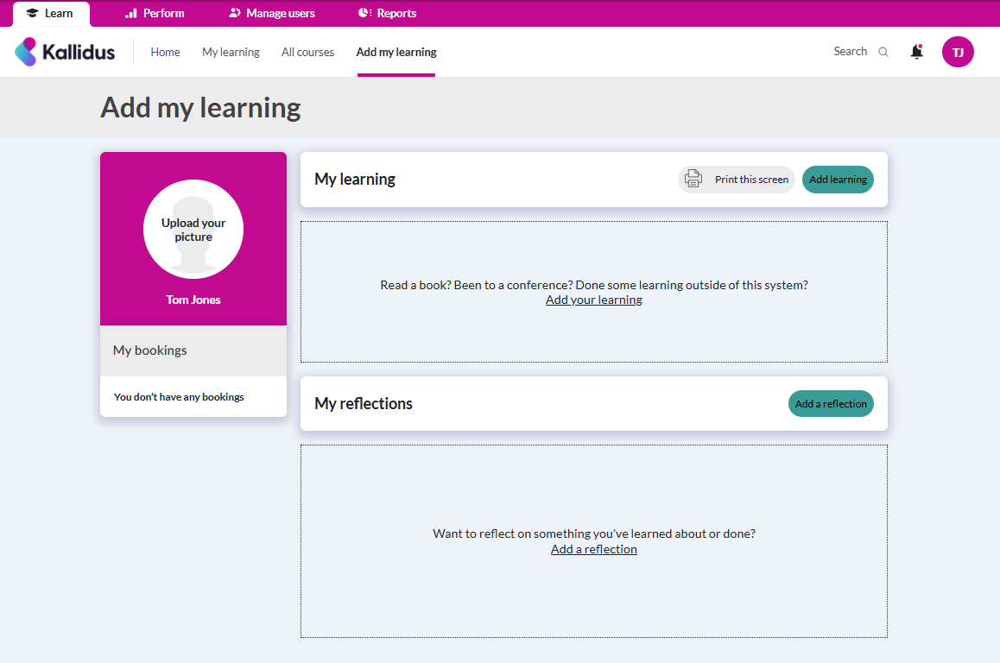 Learn
Perform
Manage users
Reports
Kallidus
Home
My learning
All courses
Add my learning
Search
TJ
Add my learning
Upload your
picture
Tom Jones
My bookings
You don't have any bookings
My learning
Print this screen
Add learning
Read a book? Been to a conference? Done some learning outside of this system?
Add your learning
My reflections
Add a reflection
Want to reflect on something you've learned about or done?
Add a reflection